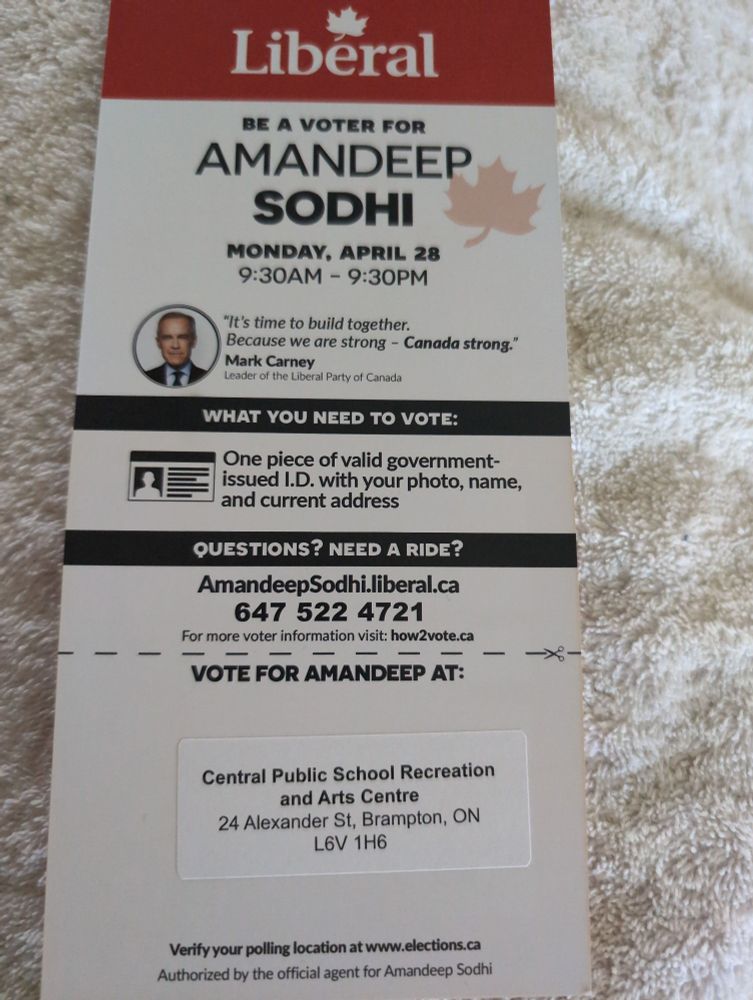 Liberal
BE A VOTER FOR
AMANDEEP
SODHI
MONDAY, APRIL 28
9:30AM – 9:30PM
"It's time to build together.
Because we are strong – Canada strong."
Mark Carney
Leader of the Liberal Party of Canada
WHAT YOU NEED TO VOTE:
One piece of valid government-
issued I.D. with your photo, name,
and current address
QUESTIONS? NEED A RIDE?
AmandeepSodhi.liberal.ca
647 522 4721
For more voter information visit: how2vote.ca
VOTE FOR AMANDEEP AT:
Central Public School Recreation
and Arts Centre
24 Alexander St, Brampton, ON
L6V 1H6
Verify your polling location at www.elections.ca
Authorized by the official agent for Amandeep Sodhi